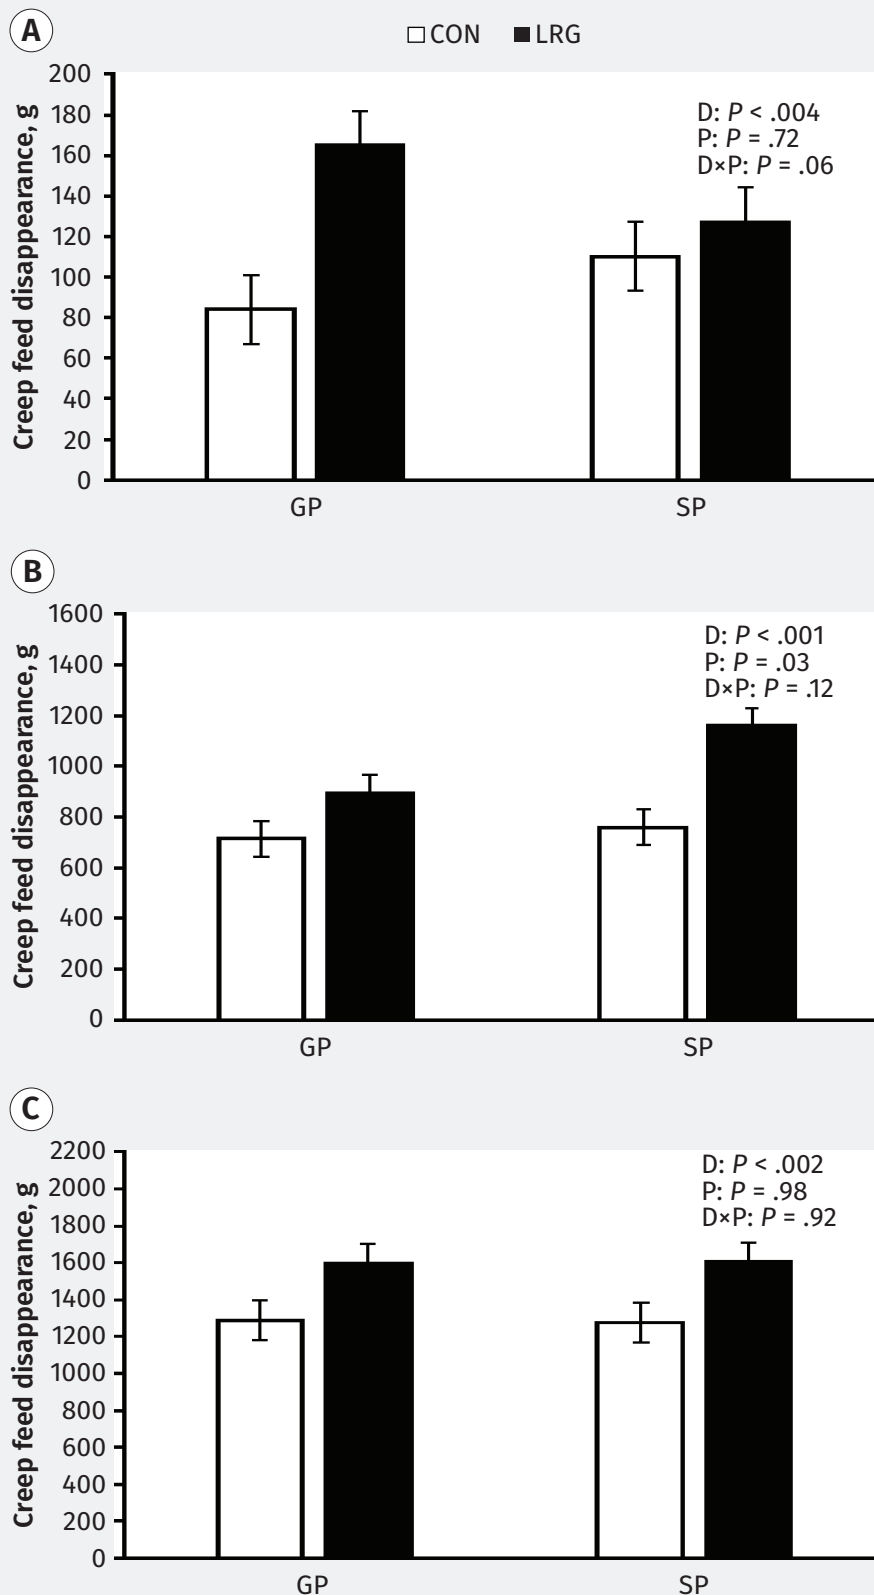 A
CON LRG
Creep feed disappearance, g
200
180
160
140
120
100
80
60
40
20
0
D: P < .004
P: P = .72
D×P: P = .06
GP SP
B
Creep feed disappearance, g
1600
1400
1200
1000
800
600
400
200
0
D: P < .001
P: P = .03
D×P: P = .12
GP SP
C
Creep feed disappearance, g
2200
2000
1800
1600
1400
1200
1000
800
600
400
200
0
D: P < .002
P: P = .98
D×P: P = .92
GP SP